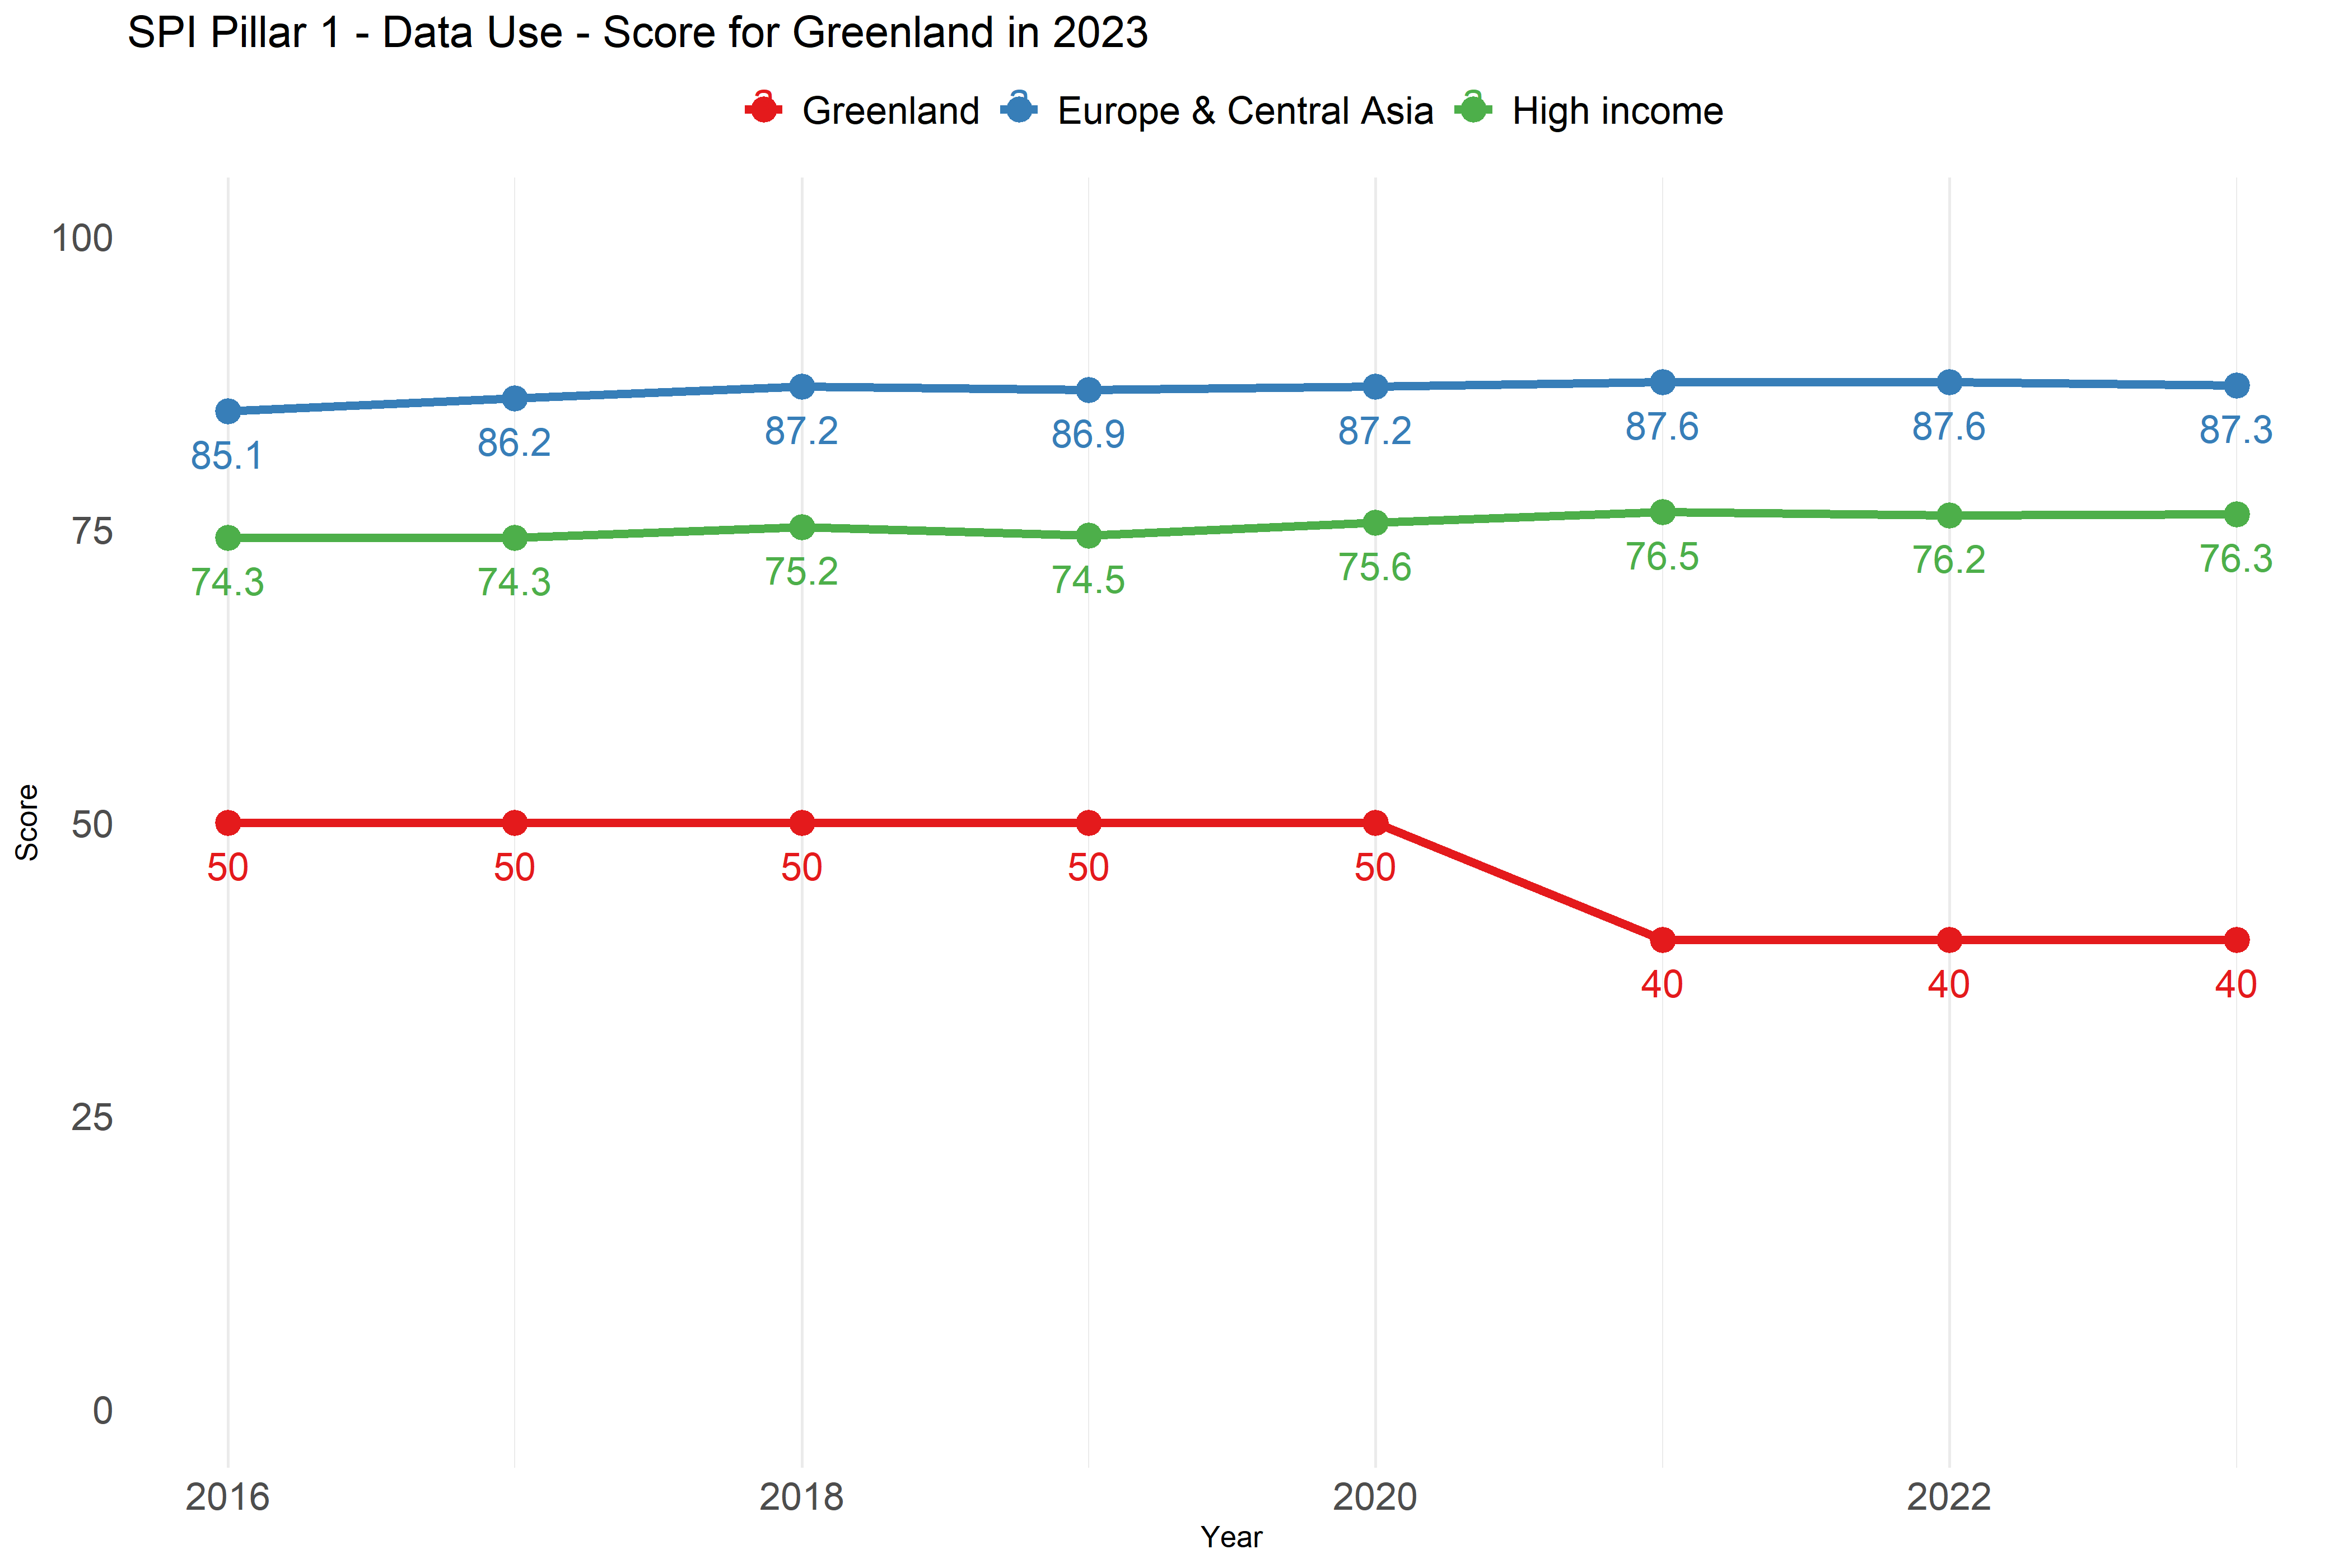 SPI Pillar 1 - Data Use - Score for Greenland in 2023
Greenland Europe & Central Asia High income
100
75
50
25
0
Score
85.1 86.2 87.2 86.9 87.2 87.6 87.6 87.3
74.3 74.3 75.2 74.5 75.6 76.5 76.2 76.3
50 50 50 50 50 40 40 40
2016 2018 2020 2022
Year